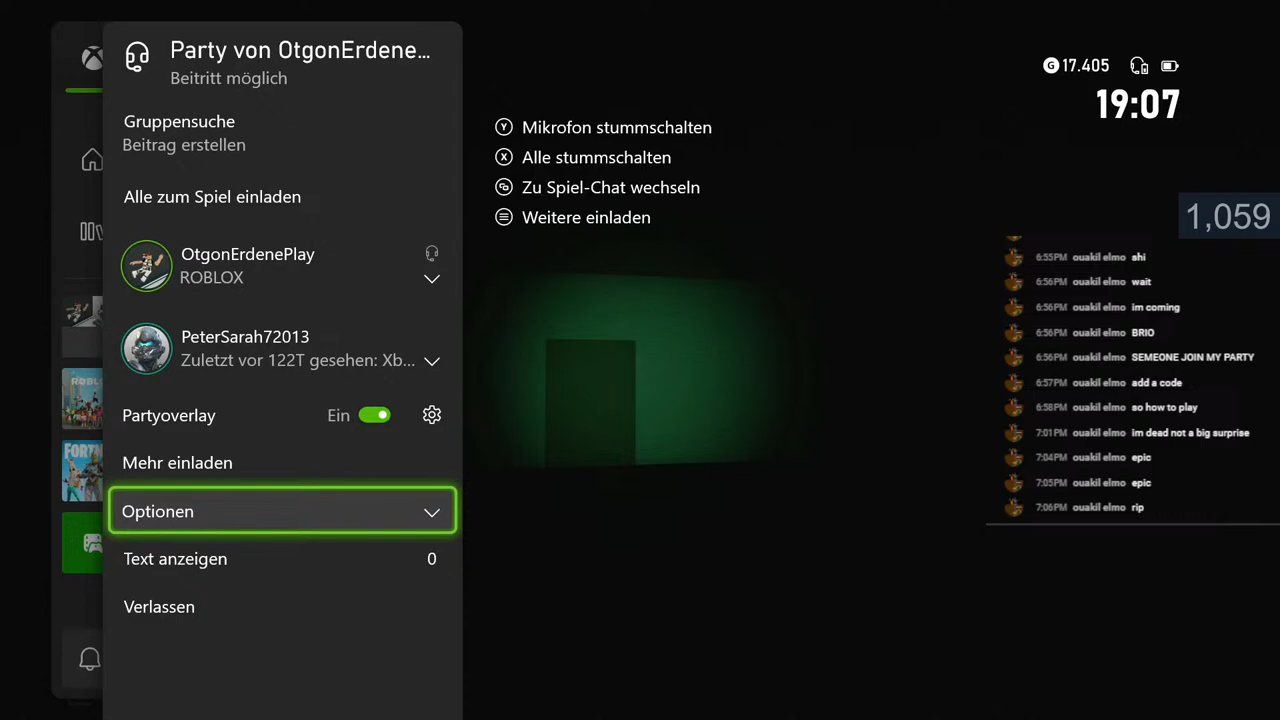 Party von OtgonErdene...
Beitritt möglich
Gruppensuche
Beitrag erstellen
Alle zum Spiel einladen
OtgonErdenePlay
ROBLOX
PeterSarah72013
Zuletzt vor 122T gesehen: Xb...
Partyoverlay Ein
Mehr einladen
Optionen
Text anzeigen 0
Verlassen
ROBL
FORT
Y Mikrofon stummschalten
X Alle stummschalten
Zu Spiel-Chat wechseln
Weitere einladen
G 17.405
19:07
1,059
6:55PM ouakil elmo shi
6:56PM ouakil elmo wait
6:56PM ouakil elmo im coming
6:56PM ouakil elmo BRIO
6:56PM ouakil elmo SEMEONE JOIN MY PARTY
6:57PM ouakil elmo add a code
6:58PM ouakil elmo so how to play
7:01PM ouakil elmo im dead not a big surprise
7:04PM ouakil elmo epic
7:05PM ouakil elmo epic
7:06PM ouakil elmo rip